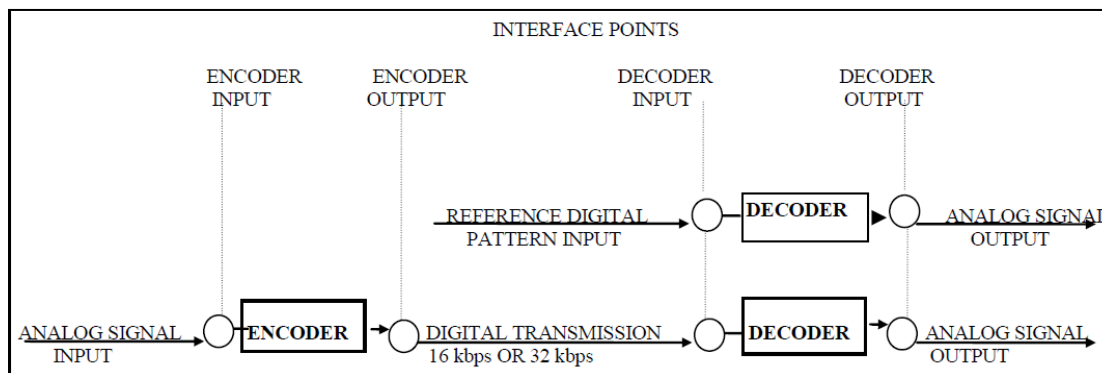 INTERFACE POINTS
ENCODER INPUT
ENCODER OUTPUT
DECODER INPUT
DECODER OUTPUT
REFERENCE DIGITAL
PATTERN INPUT
DECODER
ANALOG SIGNAL
OUTPUT
ANALOG SIGNAL
INPUT
ENCODER
DIGITAL TRANSMISSION
16 kbps OR 32 kbps
DECODER
ANALOG SIGNAL
OUTPUT